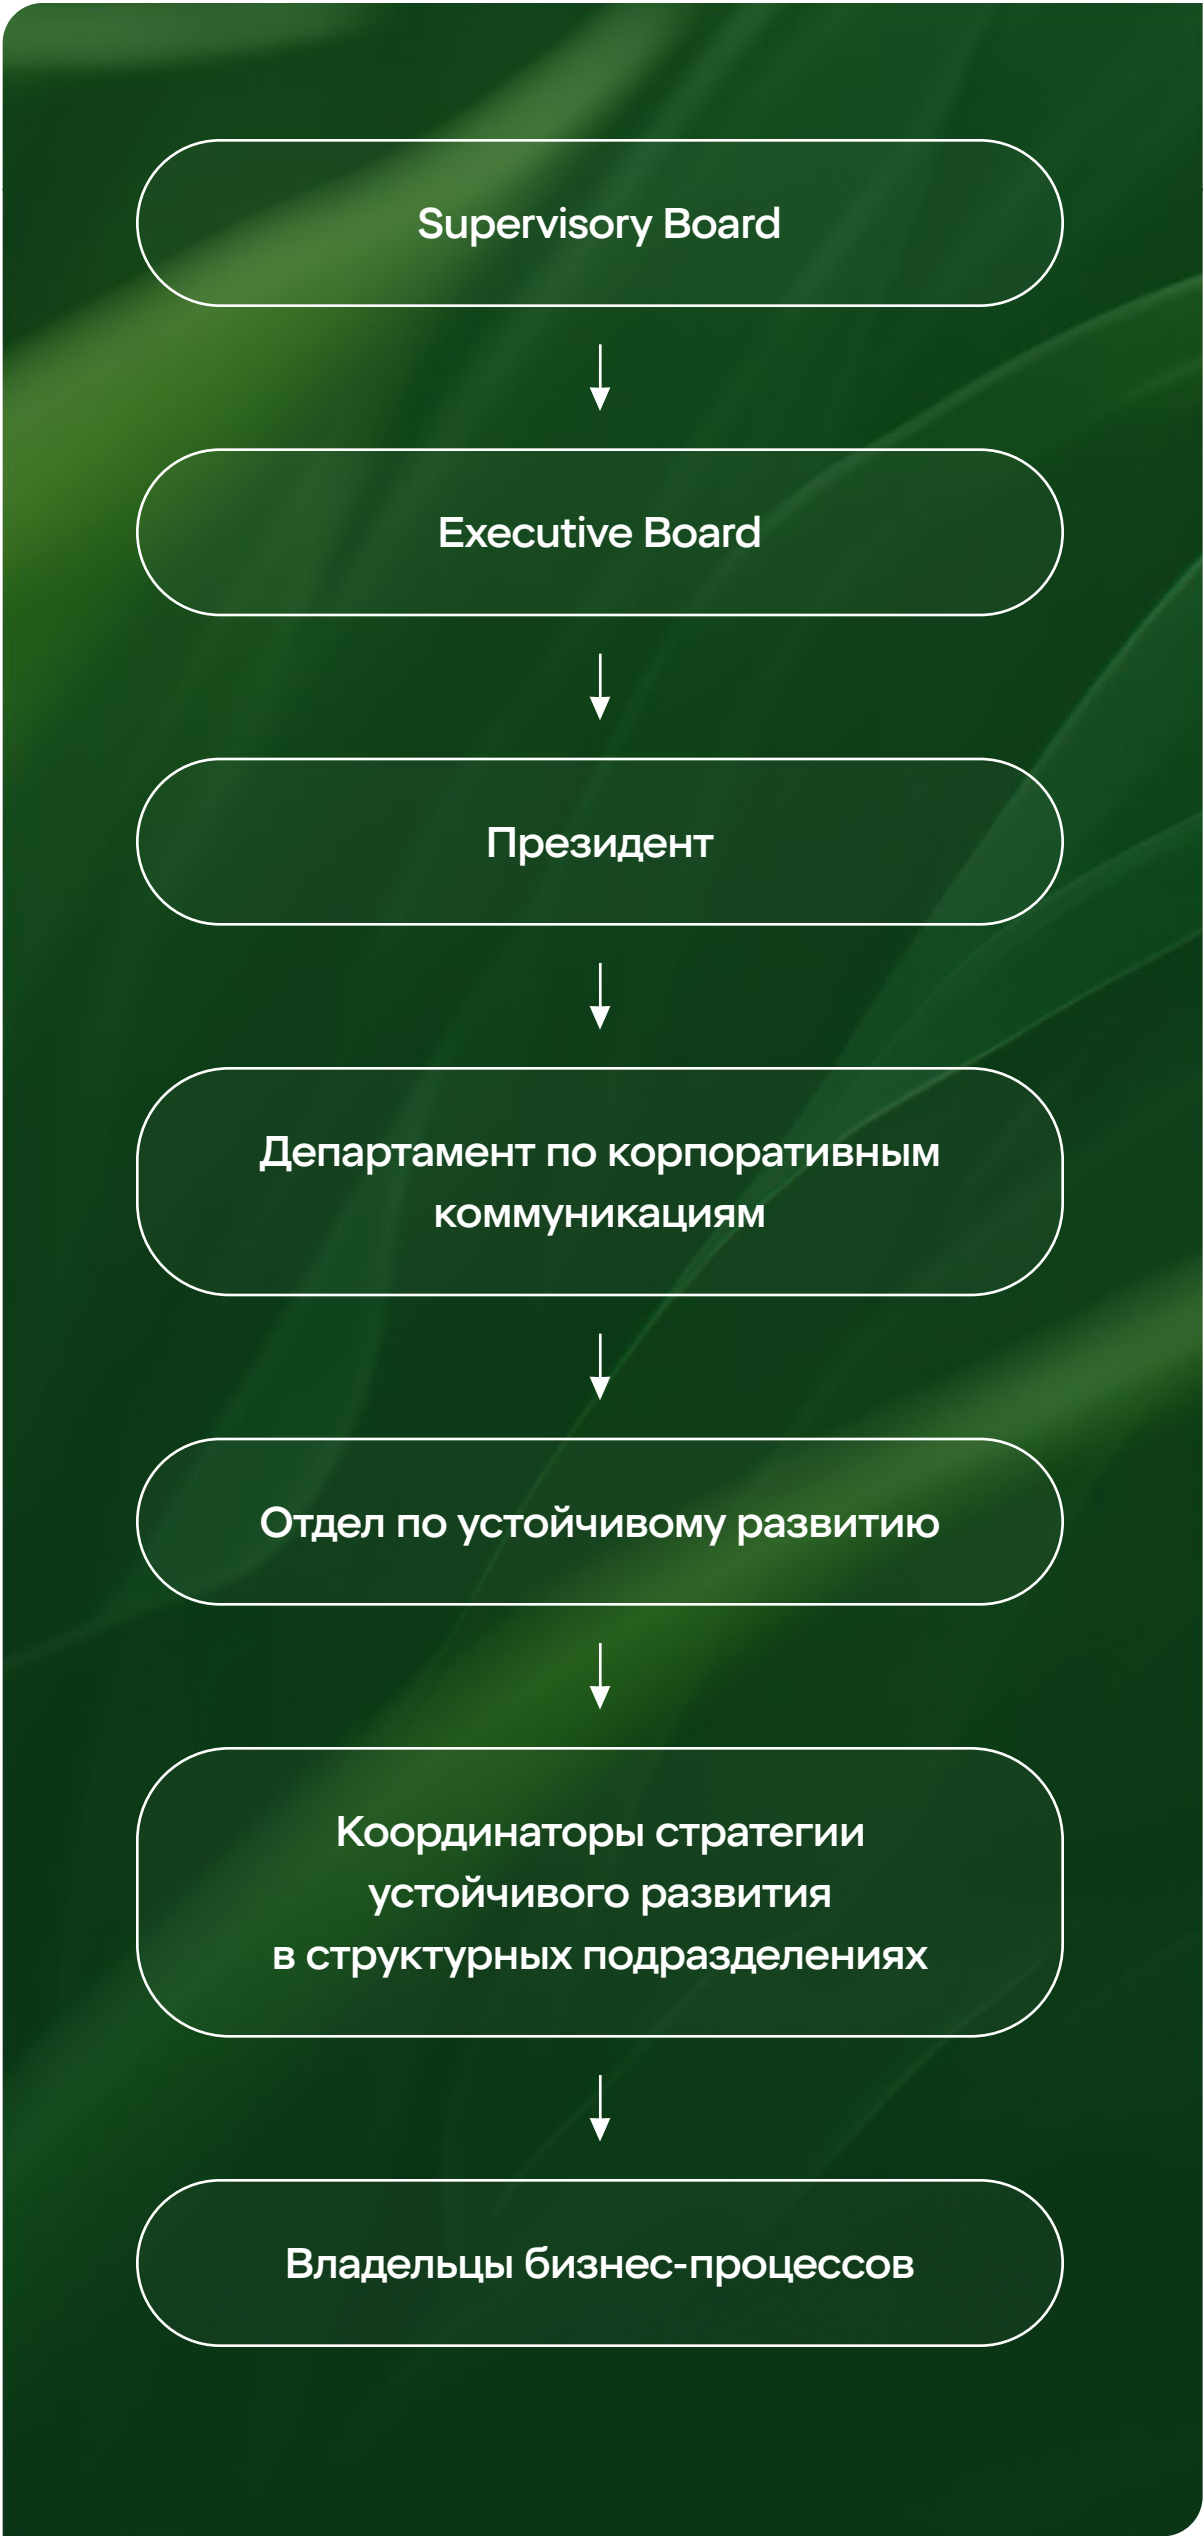 Supervisory Board
Executive Board
Президент
Департамент по корпоративным
коммуникациям
Отдел по устойчивому развитию
Координаторы стратегии
устойчивого развития
в структурных подразделениях
Владельцы бизнес-процессов